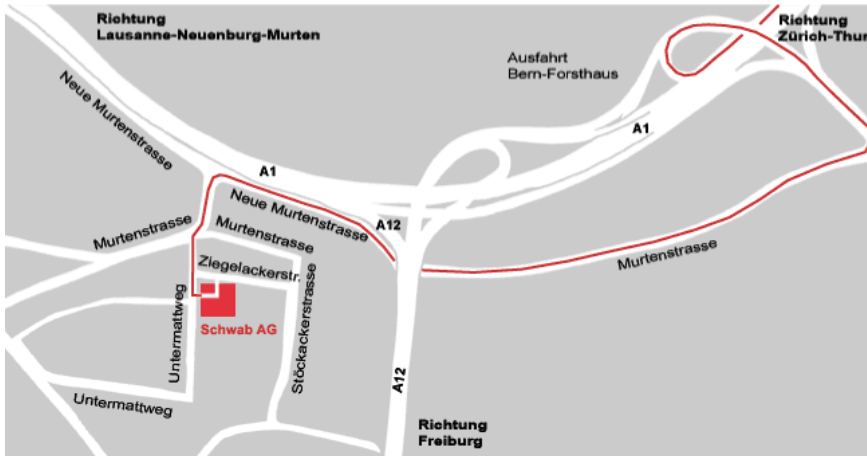 Richtung
Lausanne-Neuenburg-Murten
Richtung
Zürich-Thun
Ausfahrt
Bern-Forsthaus
Neue Murtenstrasse
A1
A1
Neue Murtenstrasse
A12
Murtenstrasse
Murtenstrasse
Murtenstrasse
Ziegelackerstr.
Schwab AG
Untermattweg
Stöckackerstrasse
A12
Untermattweg
Richtung
Freiburg